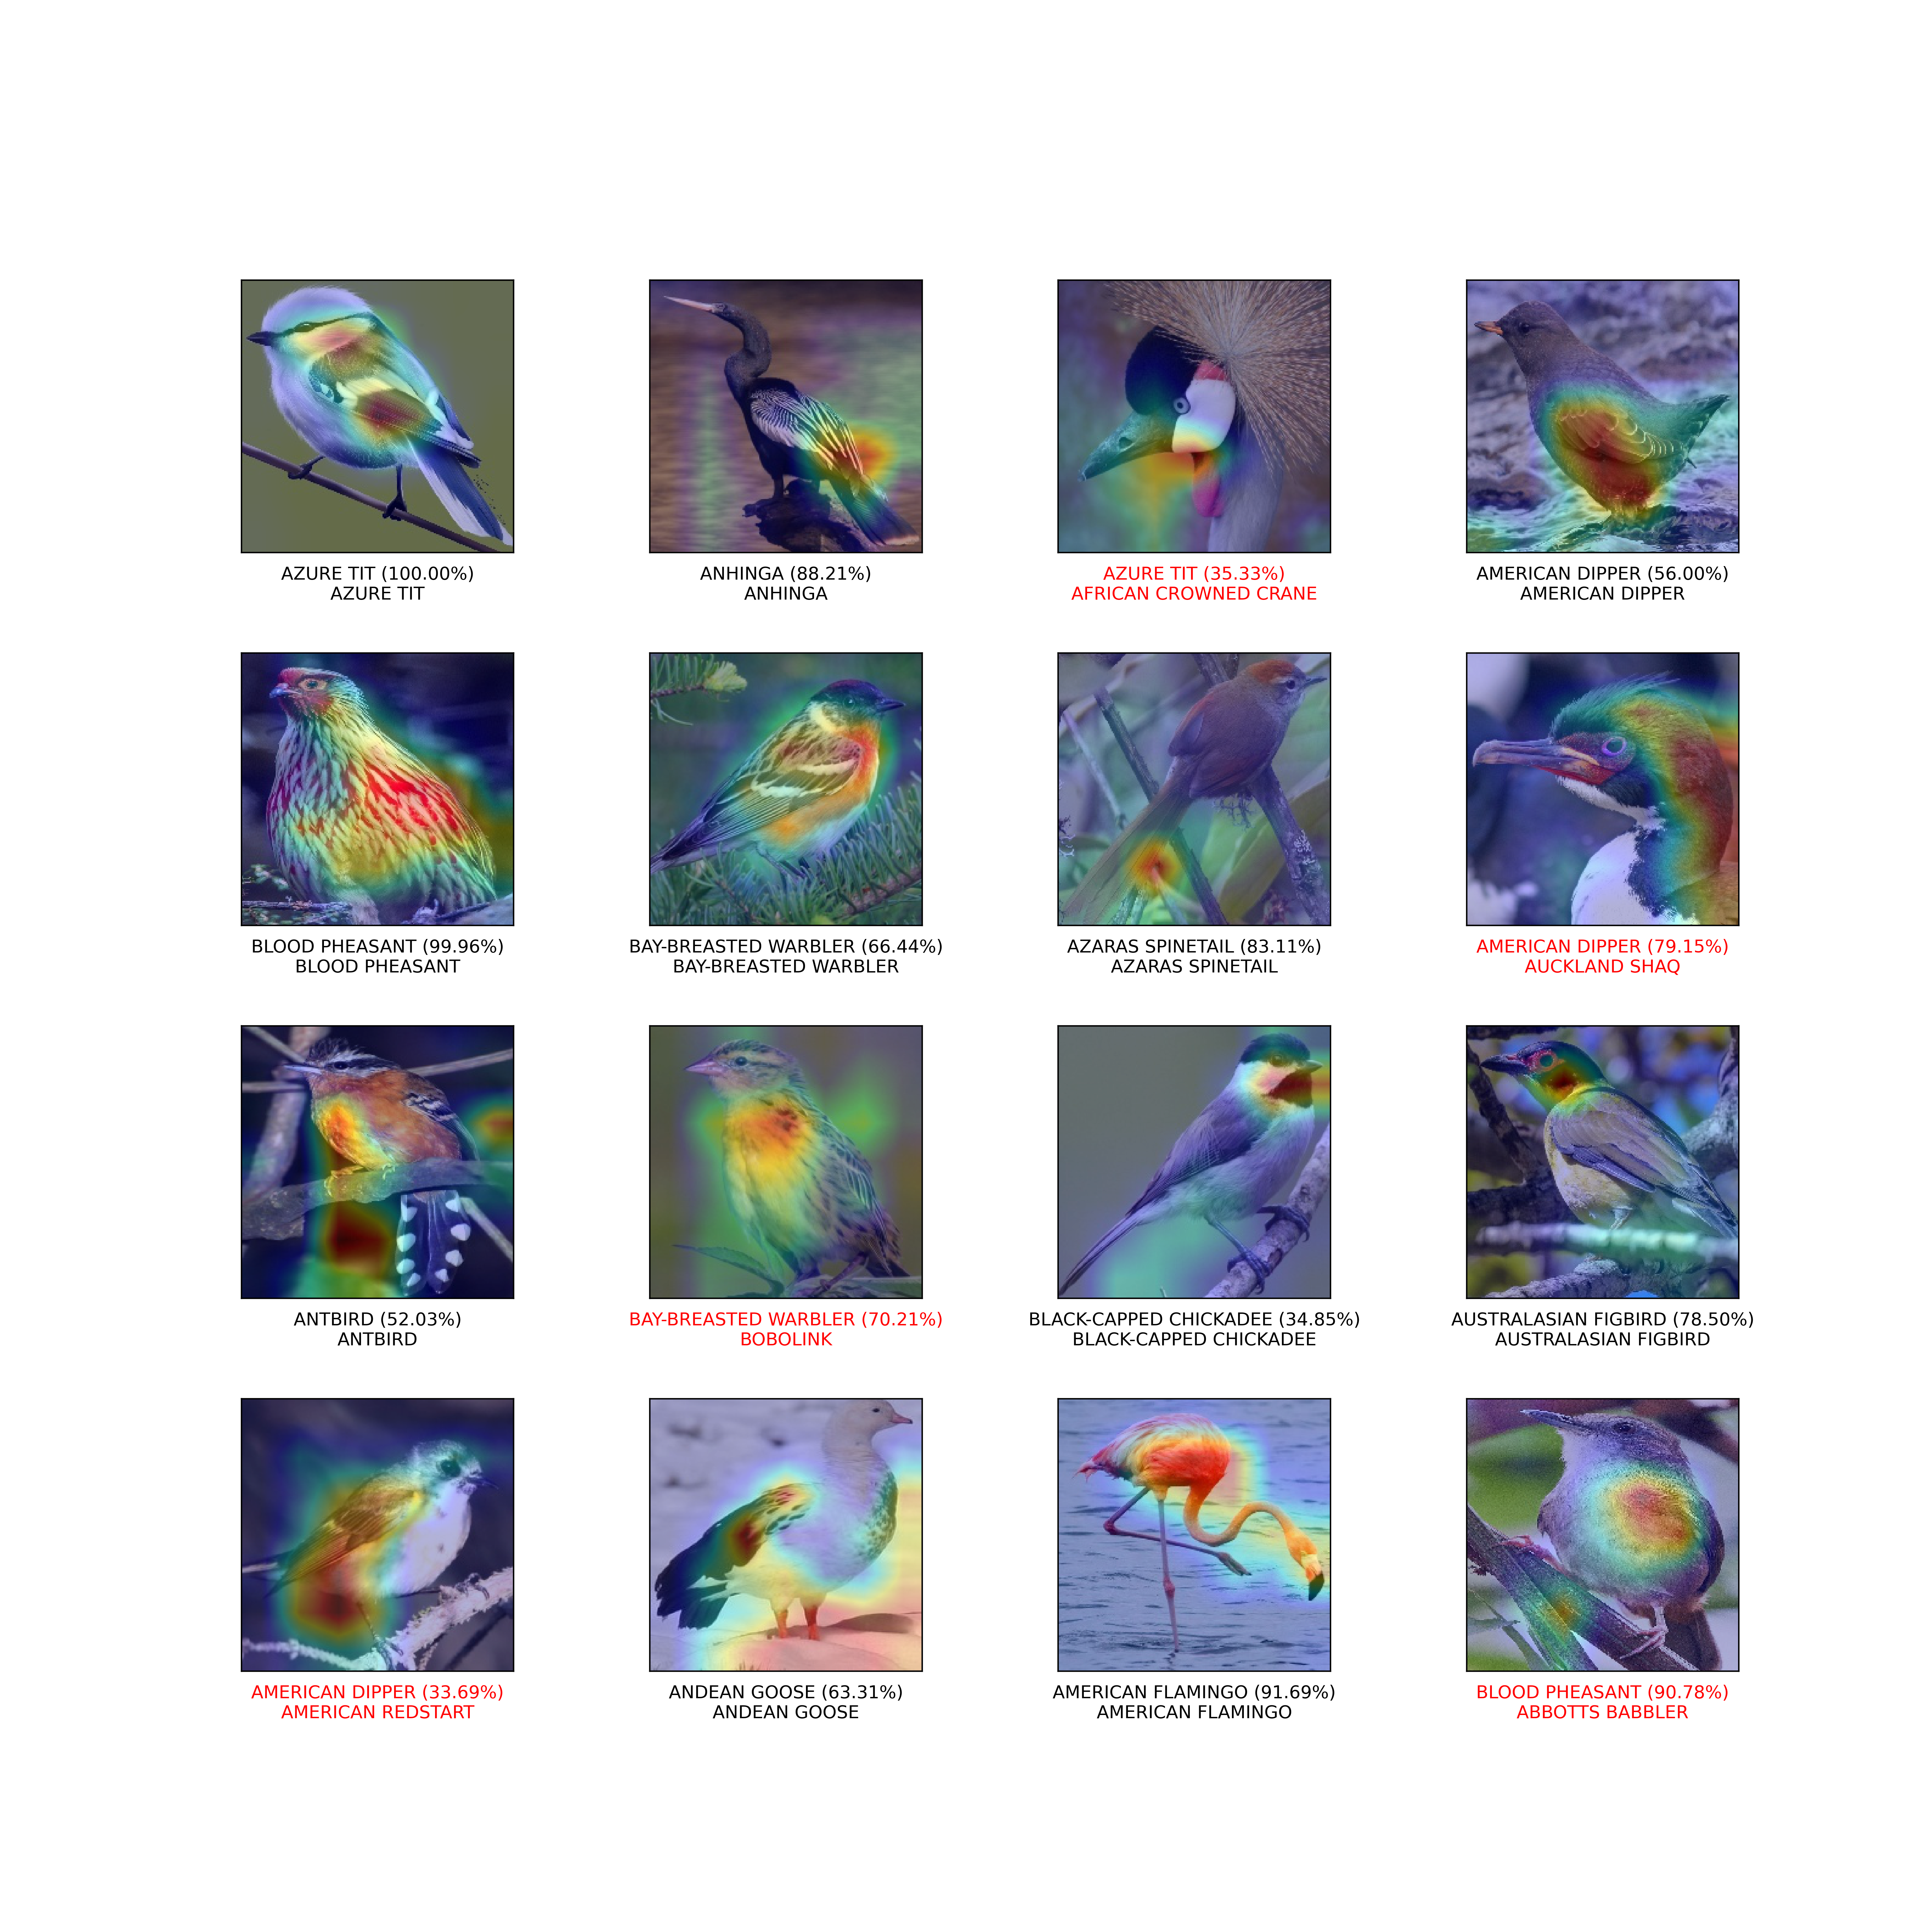 AZURE TIT (100.00%)
AZURE TIT
ANHINGA (88.21%)
ANHINGA
AZURE TIT (35.33%)
AFRICAN CROWNED CRANE
AMERICAN DIPPER (56.00%)
AMERICAN DIPPER
BLOOD PHEASANT (99.96%)
BLOOD PHEASANT
BAY-BREASTED WARBLER (66.44%)
BAY-BREASTED WARBLER
AZARAS SPINETAIL (83.11%)
AZARAS SPINETAIL
AMERICAN DIPPER (79.15%)
AUCKLAND SHAQ
ANTBIRD (52.03%)
ANTBIRD
BAY-BREASTED WARBLER (70.21%)
BOBOLINK
BLACK-CAPPED CHICKADEE (34.85%)
BLACK-CAPPED CHICKADEE
AUSTRALASIAN FIGBIRD (78.50%)
AUSTRALASIAN FIGBIRD
AMERICAN DIPPER (33.69%)
AMERICAN REDSTART
ANDEAN GOOSE (63.31%)
ANDEAN GOOSE
AMERICAN FLAMINGO (91.69%)
AMERICAN FLAMINGO
BLOOD PHEASANT (90.78%)
ABBOTTS BABBLER